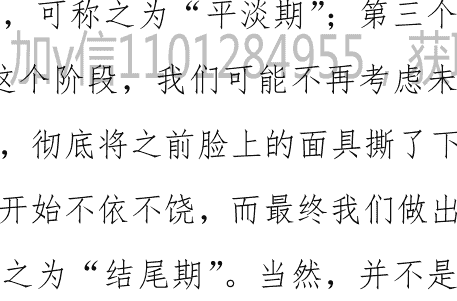 ，可称之为“平淡期”；第三个
加v信1101284955，获
这个阶段，我们可能不再考虑未
，彻底将之前脸上的面具撕了下
开始不依不饶，而最终我们做出
之为“结尾期”。当然，并不是